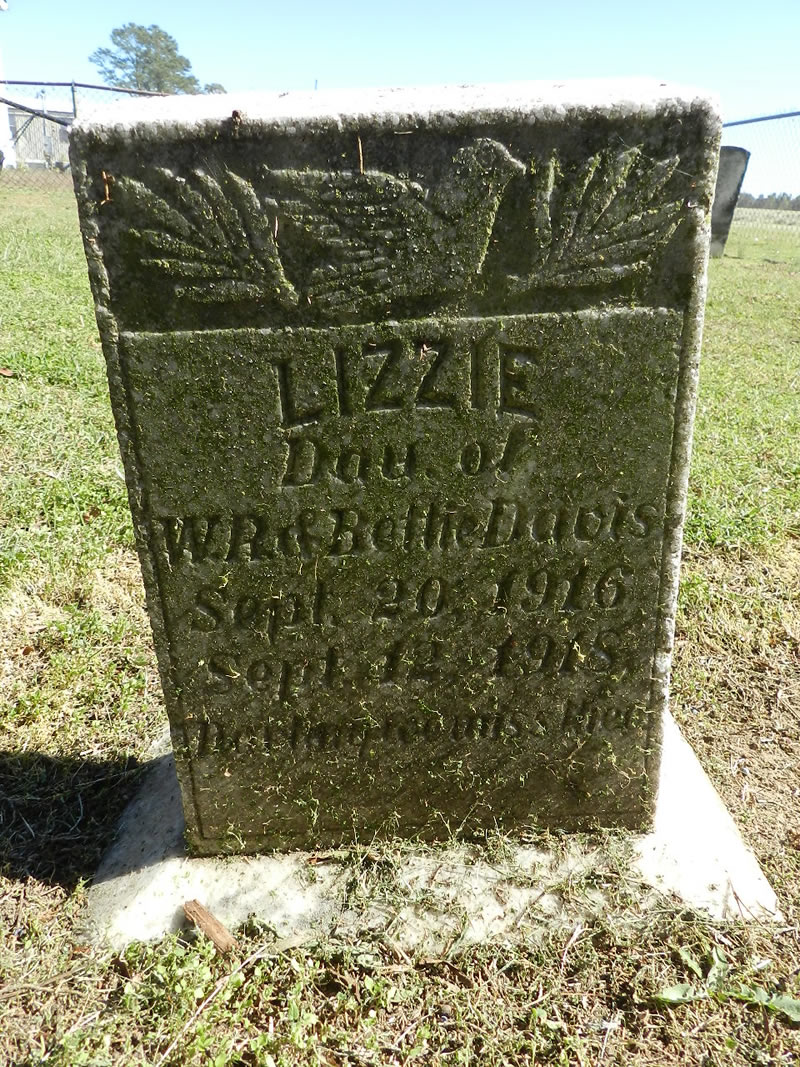 LIZZIE
Dau. of
W.R. & Bettie Davis
Sept. 20, 1916
Sept. 12, 1918.
Darling we miss thee.